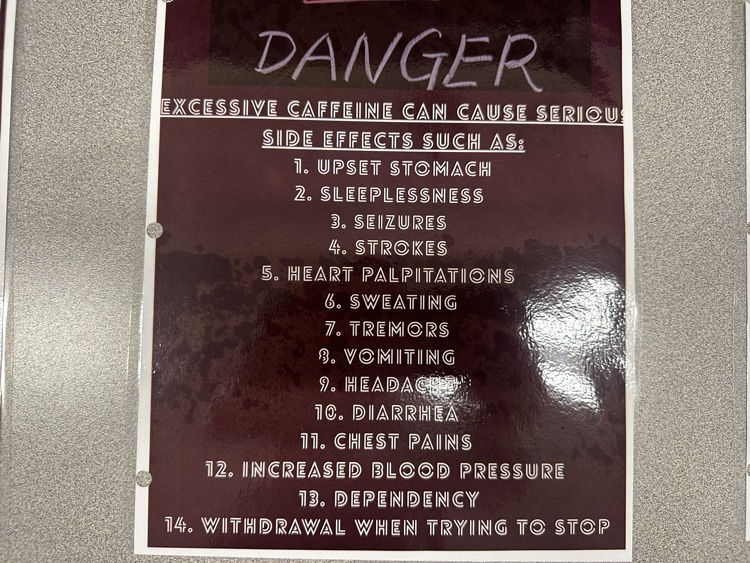 DANGER
EXCESSIVE CAFFEINE CAN CAUSE SERIOUS
SIDE EFFECTS SUCH AS:
1. UPSET STOMACH
2. SLEEPLESSNESS
3. SEIZURES
4. STROKES
5. HEART PALPITATIONS
6. SWEATING
7. TREMORS
8. VOMITING
9. HEADACHE
10. DIARRHEA
11. CHEST PAINS
12. INCREASED BLOOD PRESSURE
13. DEPENDENCY
14. WITHDRAWAL WHEN TRYING TO STOP